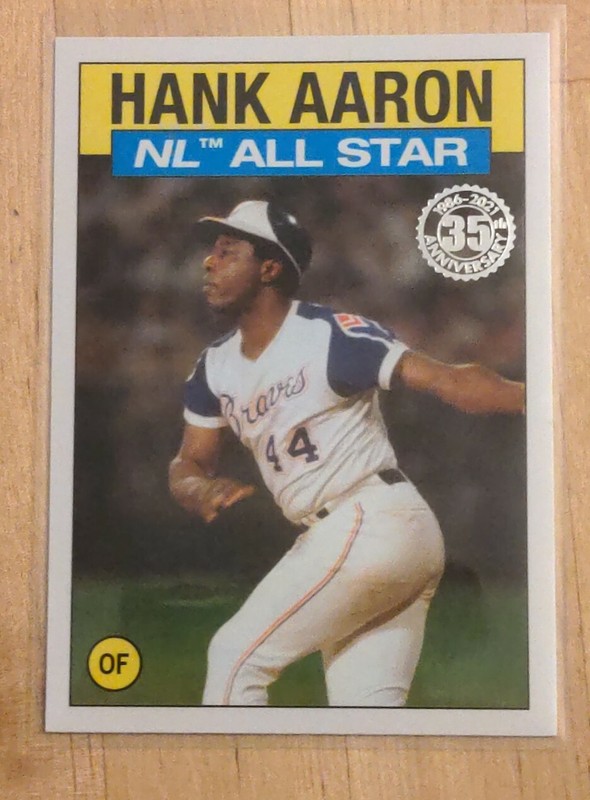 HANK AARON
NL™ ALL STAR
1986-2021
35th
ANNIVERSARY
Braves
44
OF